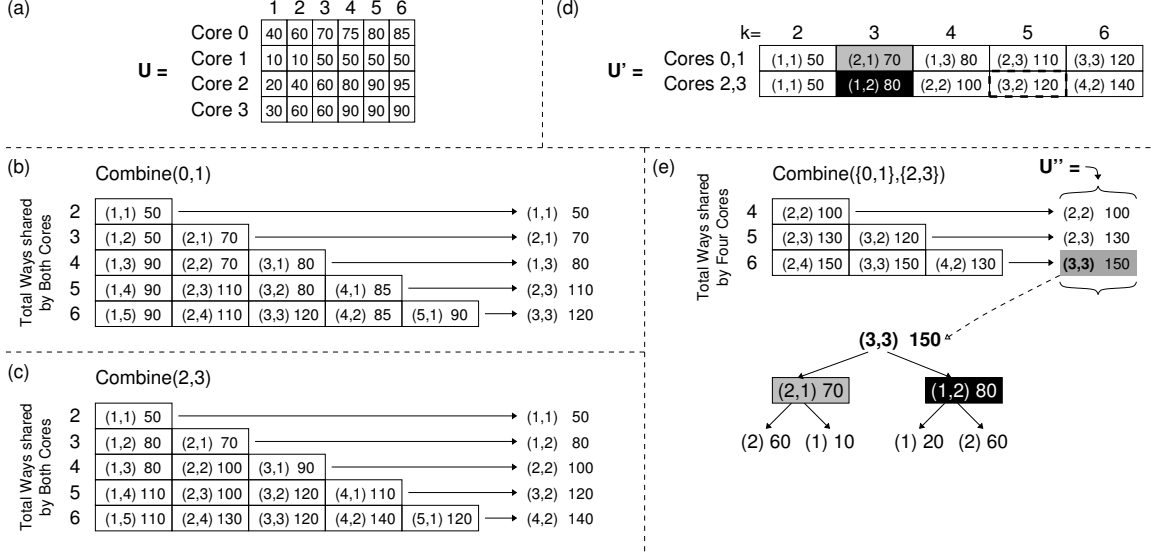 (a)
1 2 3 4 5 6
Core 0 40 60 70 75 80 85
Core 1 10 10 50 50 50 50
U =
Core 2 20 40 60 80 90 95
Core 3 30 60 60 90 90 90
(d)
k= 2 3 4 5 6
Cores 0,1 (1,1) 50 (2,1) 70 (1,3) 80 (2,3) 110 (3,3) 120
U' =
Cores 2,3 (1,1) 50 (1,2) 80 (2,2) 100 (3,2) 120 (4,2) 140
(b)
Combine(0,1)
Total Ways shared
by Both Cores
2 (1,1) 50 (1,1) 50
3 (1,2) 50 (2,1) 70 (2,1) 70
4 (1,3) 90 (2,2) 70 (3,1) 80 (1,3) 80
5 (1,4) 90 (2,3) 110 (3,2) 80 (4,1) 85 (2,3) 110
6 (1,5) 90 (2,4) 110 (3,3) 120 (4,2) 85 (5,1) 90 (3,3) 120
(c)
Combine(2,3)
Total Ways shared
by Both Cores
2 (1,1) 50 (1,1) 50
3 (1,2) 80 (2,1) 70 (1,2) 80
4 (1,3) 80 (2,2) 100 (3,1) 90 (2,2) 100
5 (1,4) 110 (2,3) 100 (3,2) 120 (4,1) 110 (3,2) 120
6 (1,5) 110 (2,4) 130 (3,3) 120 (4,2) 140 (5,1) 120 (4,2) 140
(e)
Combine({0,1},{2,3})
U'' =
Total Ways shared
by Four Cores
4 (2,2) 100 (2,2) 100
5 (2,3) 130 (3,2) 120 (2,3) 130
6 (2,4) 150 (3,3) 150 (4,2) 130 (3,3) 150
(3,3) 150
(2,1) 70 (1,2) 80
(2) 60 (1) 10 (1) 20 (2) 60